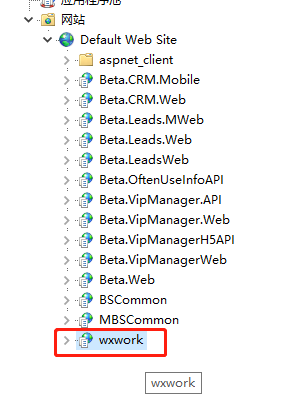 应用程序池
网站
Default Web Site
aspnet_client
Beta.CRM.Mobile
Beta.CRM.Web
Beta.Leads.MWeb
Beta.Leads.Web
Beta.LeadsWeb
Beta.OftenUseInfoAPI
Beta.VipManager.API
Beta.VipManager.Web
Beta.VipManagerH5API
Beta.VipManagerWeb
Beta.Web
BSCommon
MBSCommon
wxwork
wxwork